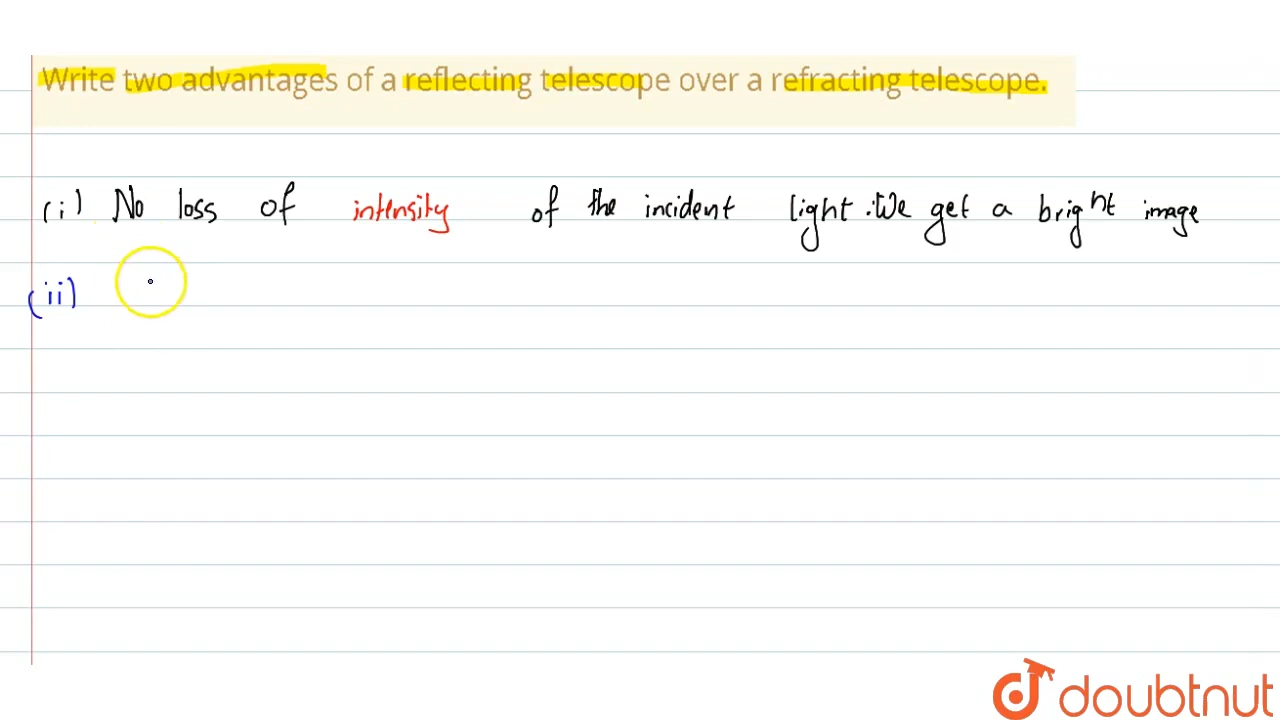 Write two advantages of a reflecting telescope over a refracting telescope.
(i) No loss of intensity of the incident light ∴ We get a bright image
(ii)
doubtnut